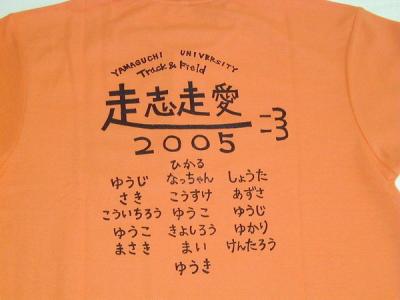 YAMAGUCHI UNIVERSITY
Track & Field
走志走愛
2005
ひかる
ゆうじ なっちゃん しょうた
さき こうすけ あずさ
こういちろう ゆうこ ゆうじ
ゆうこ きよしろう ゆかり
まさき まい けんたろう
ゆうき